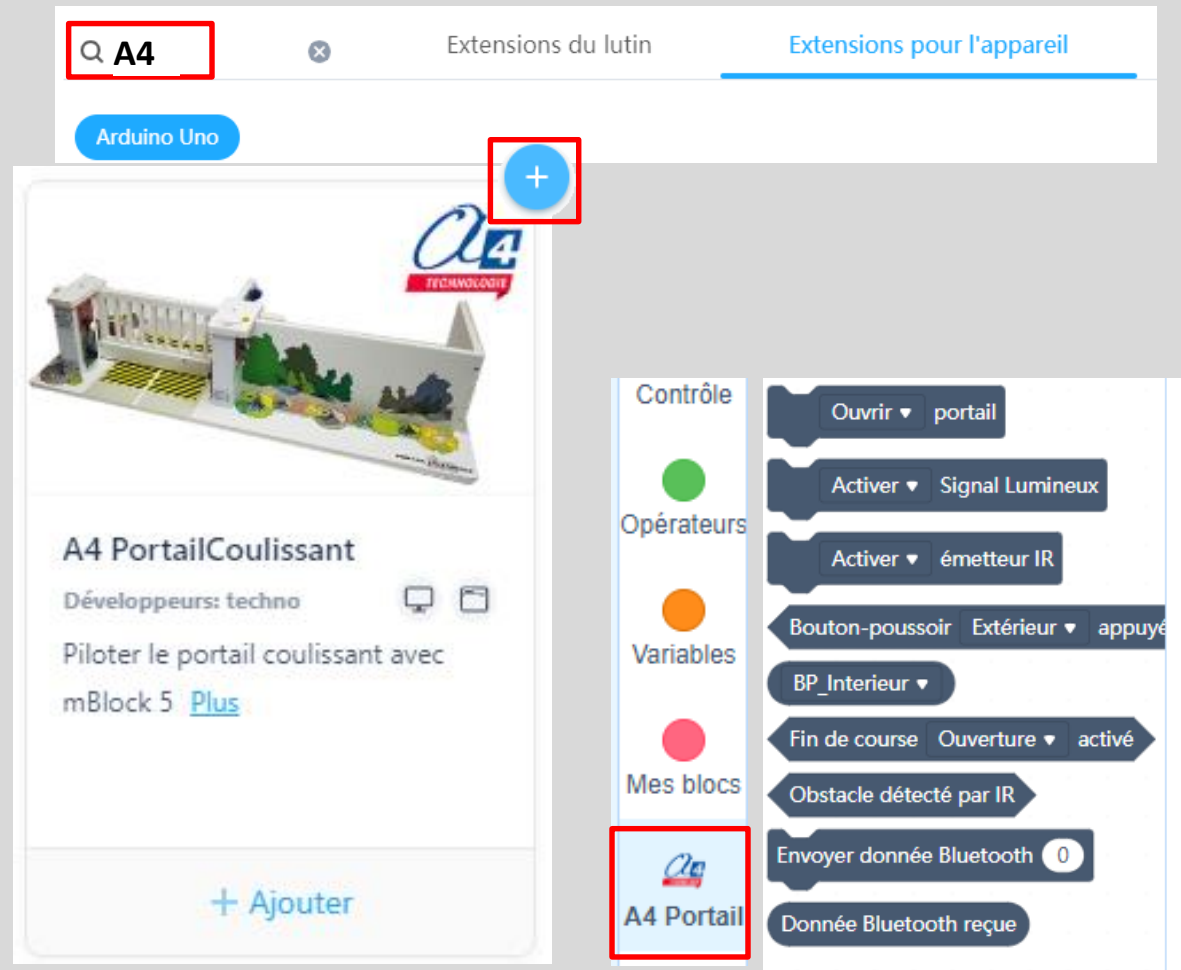 A4
Extensions du lutin
Extensions pour l'appareil
Arduino Uno
+
a4
TECHNOLOGIE
A4 PortailCoulissant
Développeurs: techno
Piloter le portail coulissant avec
mBlock 5 Plus
+ Ajouter
Contrôle
Opérateurs
Variables
Mes blocs
A4 Portail
Ouvrir ▾ portail
Activer ▾ Signal Lumineux
Activer ▾ émetteur IR
Bouton-poussoir Extérieur ▾ appuyé
BP_Interieur ▾
Fin de course Ouverture ▾ activé
Obstacle détecté par IR
Envoyer donnée Bluetooth 0
Donnée Bluetooth reçue